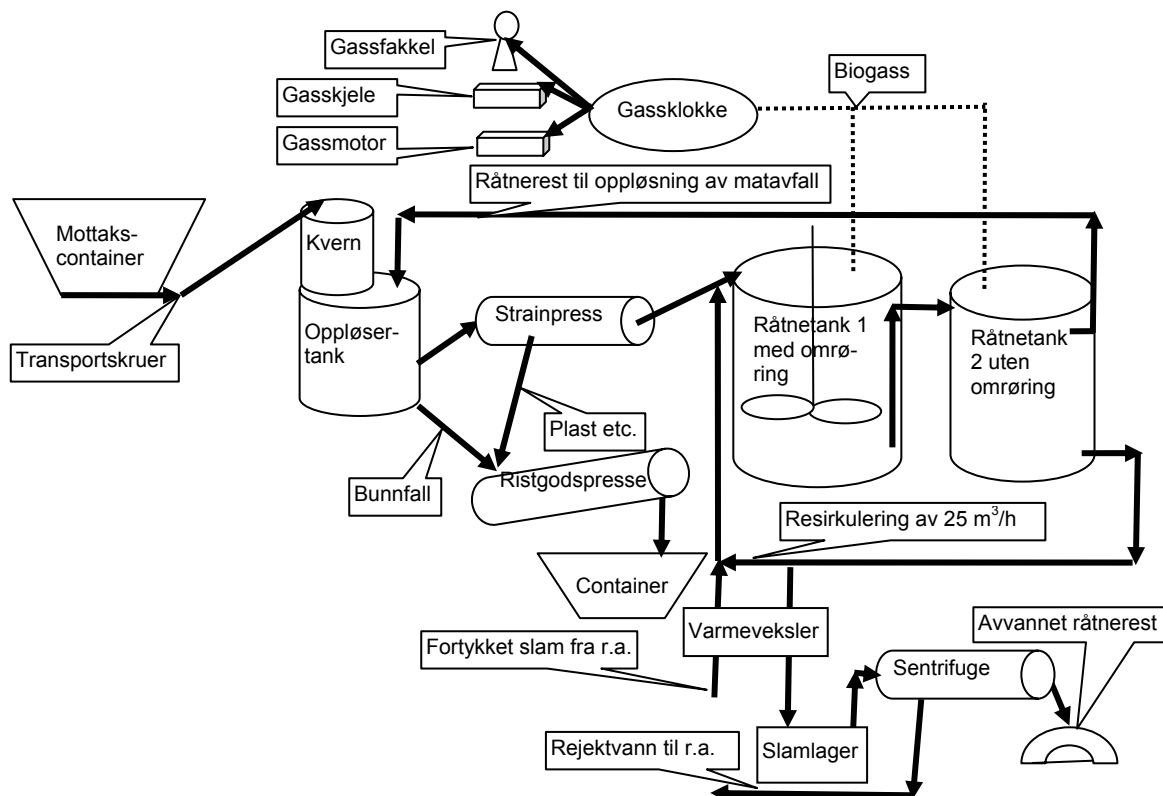 Gassfakkel
Biogass
Gasskjele
Gassklokke
Gassmotor
Råtnerest til oppløsning av matavfall
Mottaks-
container
Kvern
Transportskruer
Oppløser-
tank
Strainpress
Råtnetank 1
med omrø-
ring
Råtnetank
2 uten
omrøring
Plast etc.
Bunnfall
Ristgodspresse
Resirkulering av 25 m³/h
Container
Varmeveksler
Fortykket slam fra r.a.
Avvannet råtnerest
Sentrifuge
Slamlager
Rejektvann til r.a.